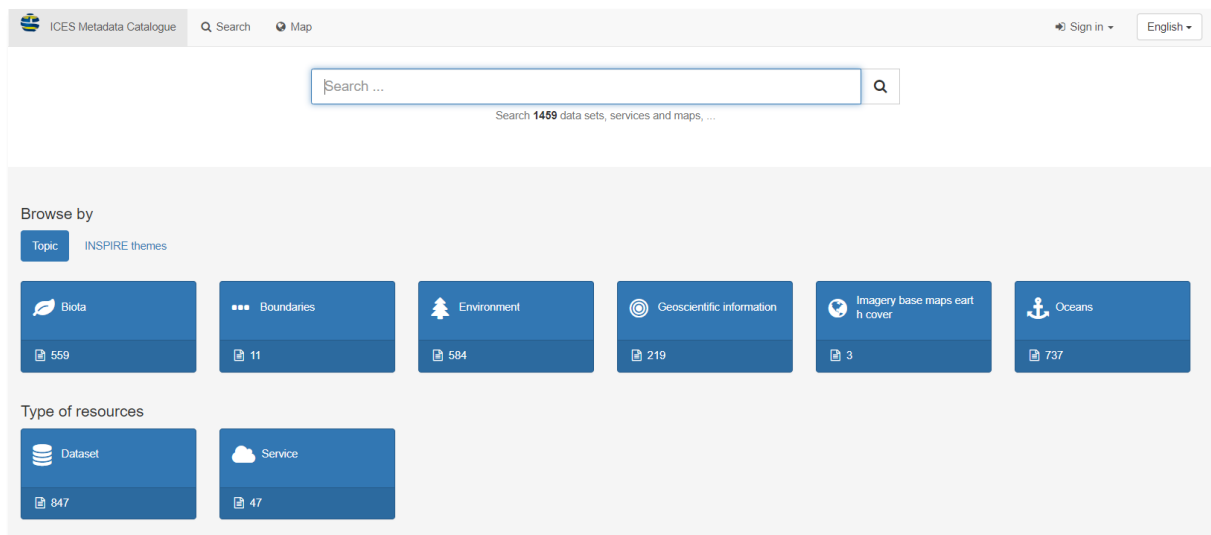 ICES Metadata Catalogue Search Map Sign in English
Search ...
Search 1459 data sets, services and maps, ...
Browse by
Topic INSPIRE themes
Biota
559
Boundaries
11
Environment
584
Geoscientific information
219
Imagery base maps eart
h cover
3
Oceans
737
Type of resources
Dataset
847
Service
47